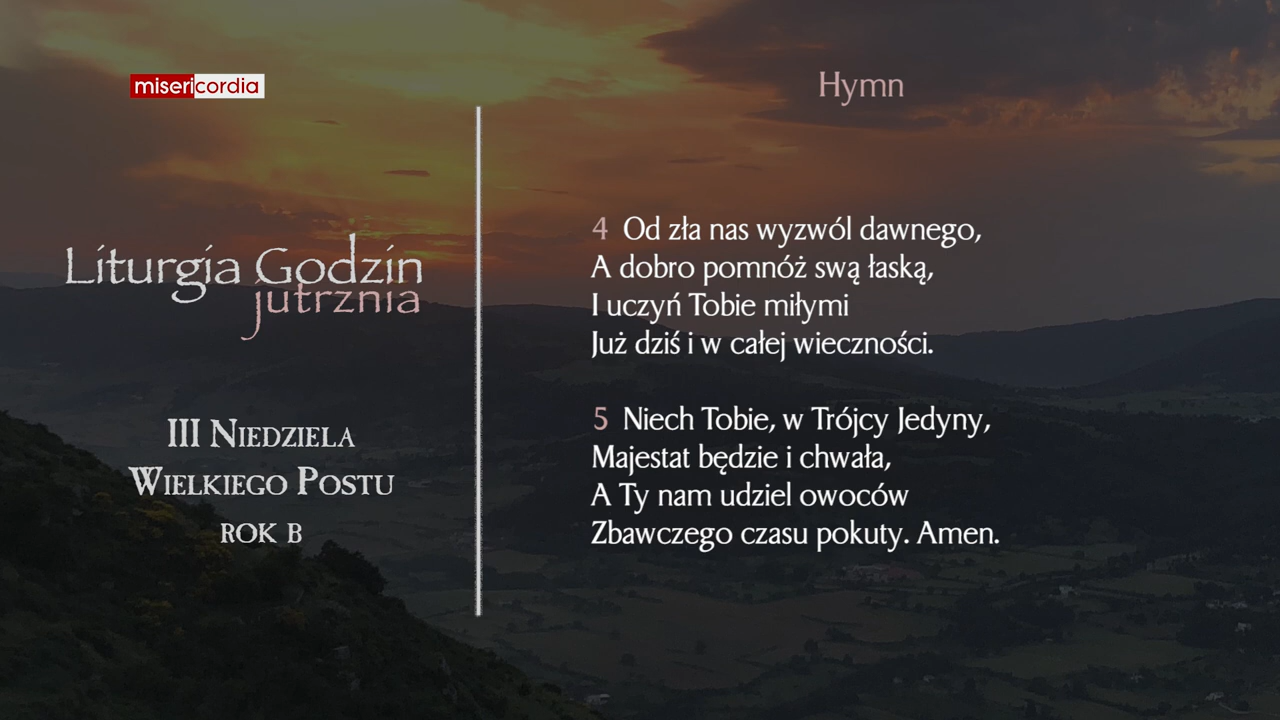 misericordia
Liturgia Godzin
jutrznia
III Niedziela
Wielkiego Postu
rok B
Hymn
4 Od zła nas wyzwól dawnego,
A dobro pomnóż swą łaską,
I uczyń Tobie miłymi
Już dziś i w całej wieczności.
5 Niech Tobie, w Trójcy Jedyny,
Majestat będzie i chwała,
A Ty nam udziel owoców
Zbawczego czasu pokuty. Amen.